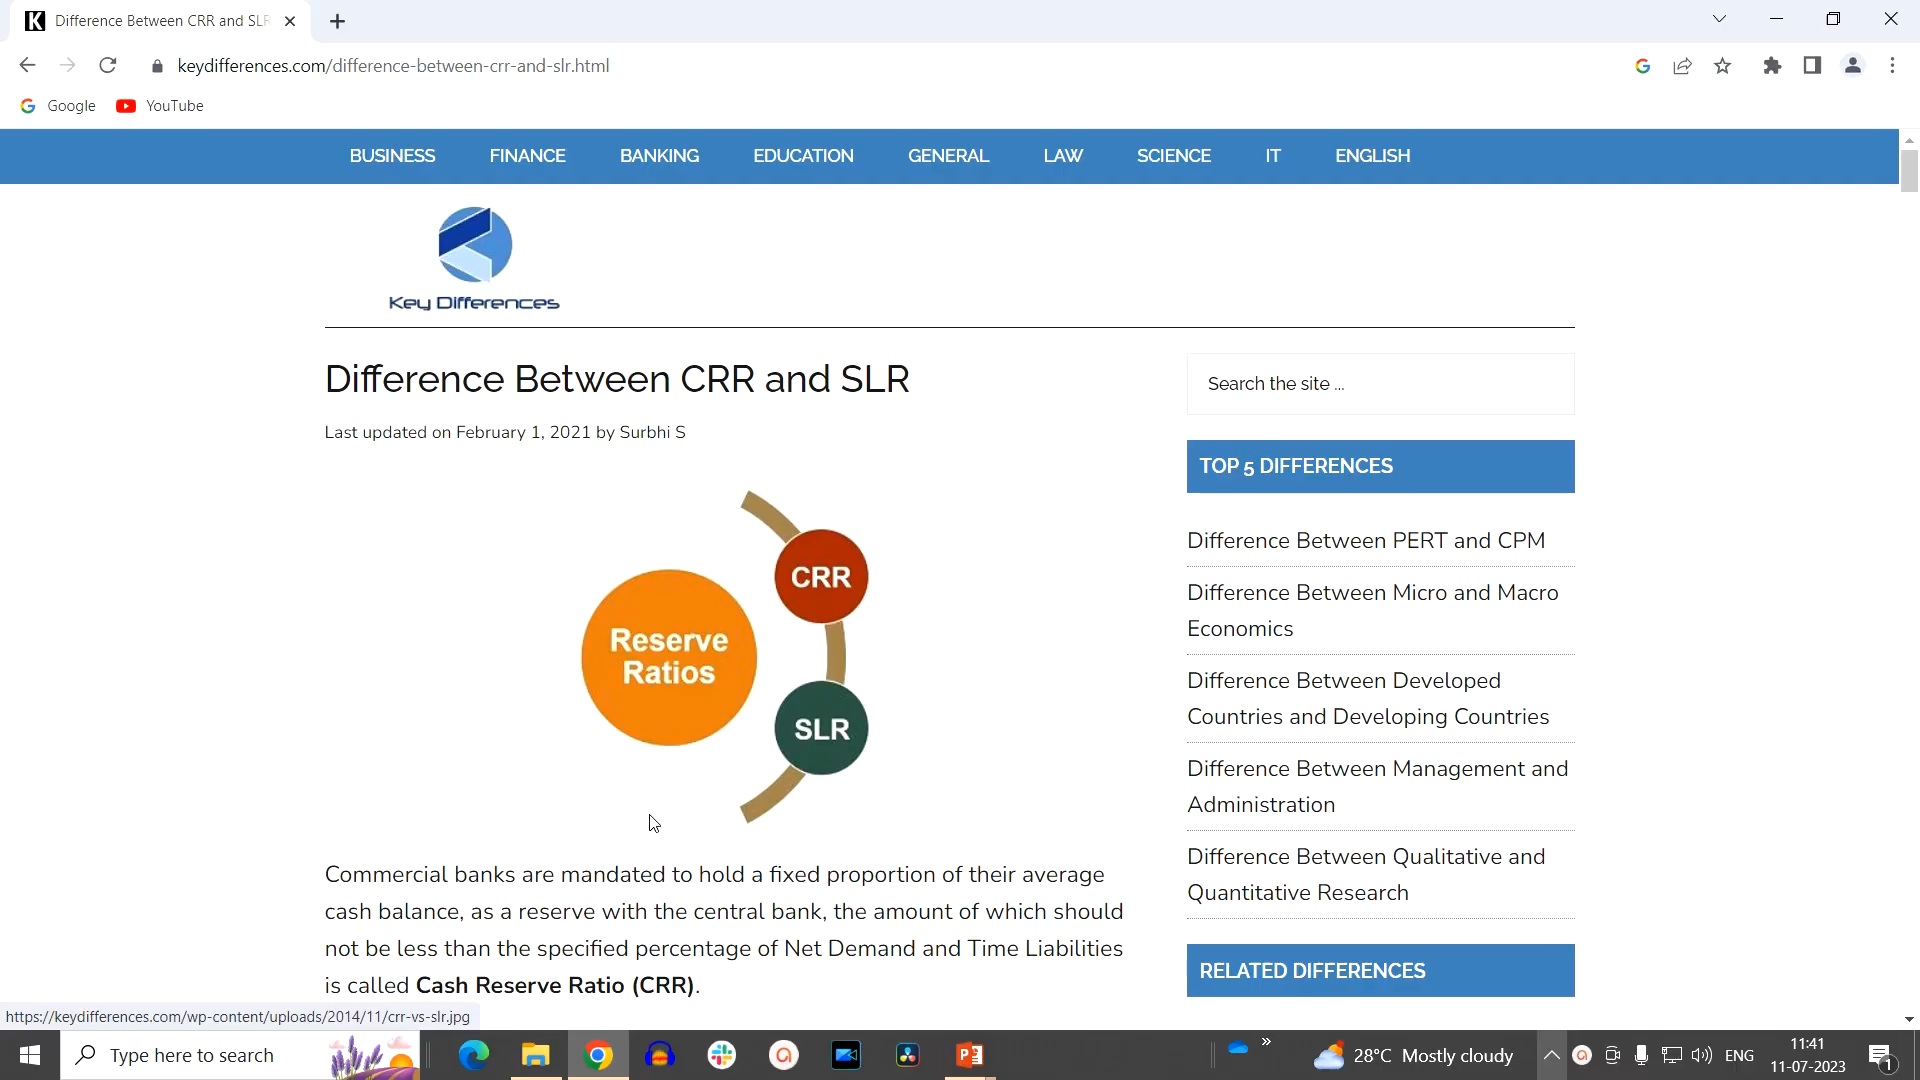 Difference Between CRR and SLR
keydifferences.com/difference-between-crr-and-slr.html
Google YouTube
BUSINESS FINANCE BANKING EDUCATION GENERAL LAW SCIENCE IT ENGLISH
Key Differences
Difference Between CRR and SLR
Last updated on February 1, 2021 by Surbhi S
CRR
Reserve
Ratios
SLR
Commercial banks are mandated to hold a fixed proportion of their average
cash balance, as a reserve with the central bank, the amount of which should
not be less than the specified percentage of Net Demand and Time Liabilities
is called Cash Reserve Ratio (CRR).
Search the site ...
TOP 5 DIFFERENCES
Difference Between PERT and CPM
Difference Between Micro and Macro
Economics
Difference Between Developed
Countries and Developing Countries
Difference Between Management and
Administration
Difference Between Qualitative and
Quantitative Research
RELATED DIFFERENCES
https://keydifferences.com/wp-content/uploads/2014/11/crr-vs-slr.jpg
Type here to search
28°C Mostly cloudy
ENG
11:41
11-07-2023
1